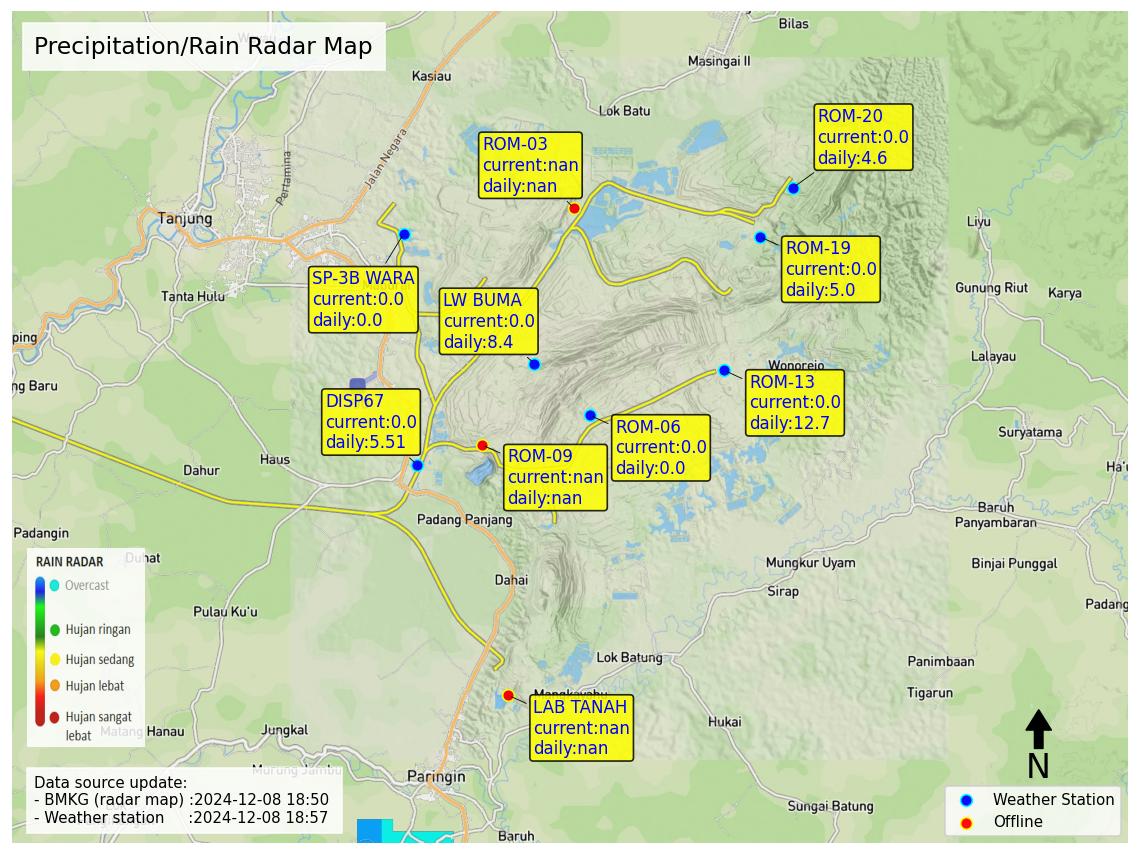 Precipitation/Rain Radar Map
Bilas
Masingai II
Kasiau
Lok Batu
Jalan Negara
Pertamina
Tanjung
Tanta Hulu
ROM-03
current:nan
daily:nan
ROM-20
current:0.0
daily:4.6
ROM-19
current:0.0
daily:5.0
SP-3B WARA
current:0.0
daily:0.0
LW BUMA
current:0.0
daily:8.4
Liyu
Gunung Riut
Karya
Lalayau
ping
ng Baru
Wonorejo
ROM-13
current:0.0
daily:12.7
DISP67
current:0.0
daily:5.51
ROM-06
current:0.0
daily:0.0
ROM-09
current:nan
daily:nan
Suryatama
Ha'u
Dahur
Haus
Padang Panjang
Baruh
Panyambaran
Padangin
Duhat
Binjai Punggal
Mungkur Uyam
Dahai
Sirap
Padang
Pulau Ku'u
RAIN RADAR
Overcast
Hujan ringan
Hujan sedang
Hujan lebat
Hujan sangat
lebat
Lok Batung
Panimbaan
Tigarun
LAB TANAH
current:nan
daily:nan
Matang Hanau
Jungkal
Hukai
Murung Jambu
Paringin
N
Sungai Batung
Baruh
Data source update:
- BMKG (radar map) :2024-12-08 18:50
- Weather station :2024-12-08 18:57
Weather Station
Offline